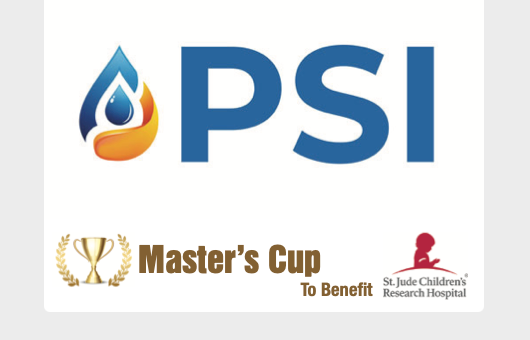 PSI
Master's Cup
To Benefit
St. Jude Children's®
Research Hospital